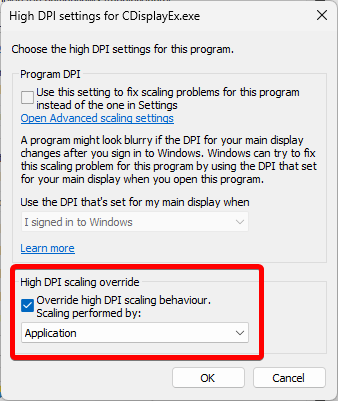 High DPI settings for CDisplayEx.exe
Choose the high DPI settings for this program.
Program DPI
Use this setting to fix scaling problems for this program
instead of the one in Settings
Open Advanced scaling settings
A program might look blurry if the DPI for your main display
changes after you sign in to Windows. Windows can try to fix
this scaling problem for this program by using the DPI that set
for your main display when you open this program.
Use the DPI that's set for my main display when
I signed in to Windows
Learn more
High DPI scaling override
Override high DPI scaling behaviour.
Scaling performed by:
Application
OK
Cancel